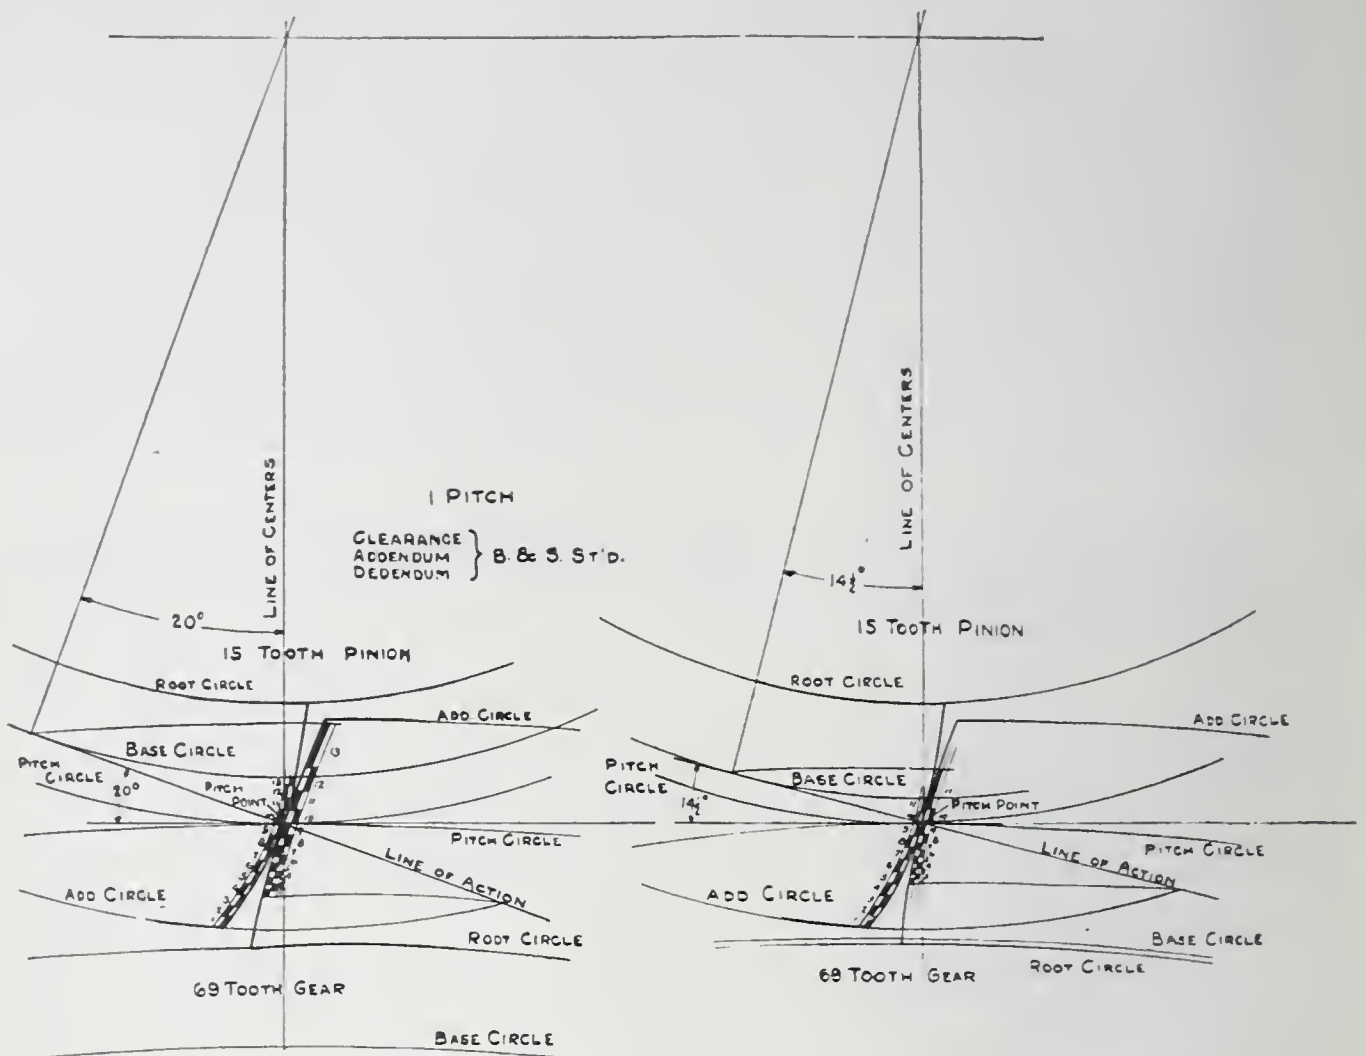 LINE OF CENTERS
1 PITCH
CLEARANCE
ADDENDUM
DEDENDUM
B. & S. ST'D.
20°
15 TOOTH PINION
ROOT CIRCLE
ADD CIRCLE
BASE CIRCLE
PITCH
CIRCLE
20°
PITCH
POINT
PITCH CIRCLE
LINE OF ACTION
ADD CIRCLE
ROOT CIRCLE
69 TOOTH GEAR
BASE CIRCLE
LINE OF CENTERS
14½°
15 TOOTH PINION
ROOT CIRCLE
ADD CIRCLE
PITCH
CIRCLE
BASE CIRCLE
14½°
PITCH POINT
PITCH CIRCLE
LINE OF ACTION
ADD CIRCLE
BASE CIRCLE
ROOT CIRCLE
69 TOOTH GEAR